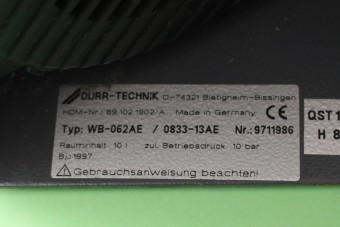 DÜRR-TECHNIK D-74321 Bietigheim-Bissingen
HDM-Nr.: 89.102.1902/A Made in Germany CE
Typ: WB-062AE / 0833-13AE Nr.: 9711986
Rauminhalt 10 l zul. Betriebsdruck 10 bar
Bj.: 1997
Gebrauchsanweisung beachten!
QST 1
H 8